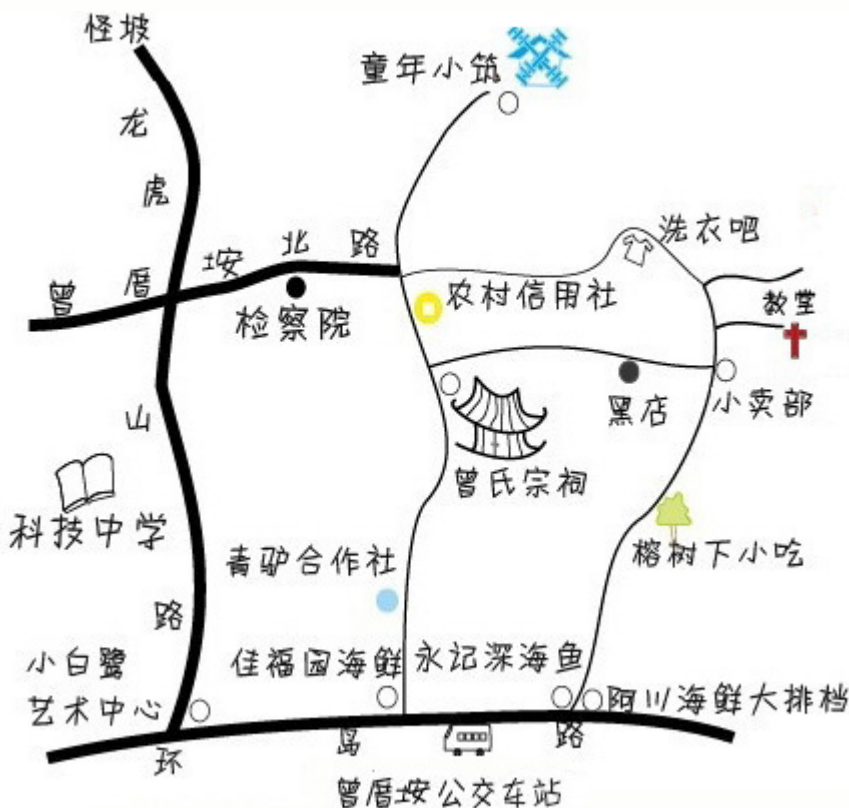 怪坡
童年小筑
龙虎山路
曾厝垵北路
洗衣吧
农村信用社
教堂
检察院
黑店
小卖部
曾氏宗祠
科技中学
榕树下小吃
青驴合作社
小白鹭
艺术中心
佳福园海鲜
永记深海鱼
阿川海鲜大排档
环岛路
曾厝垵公交车站